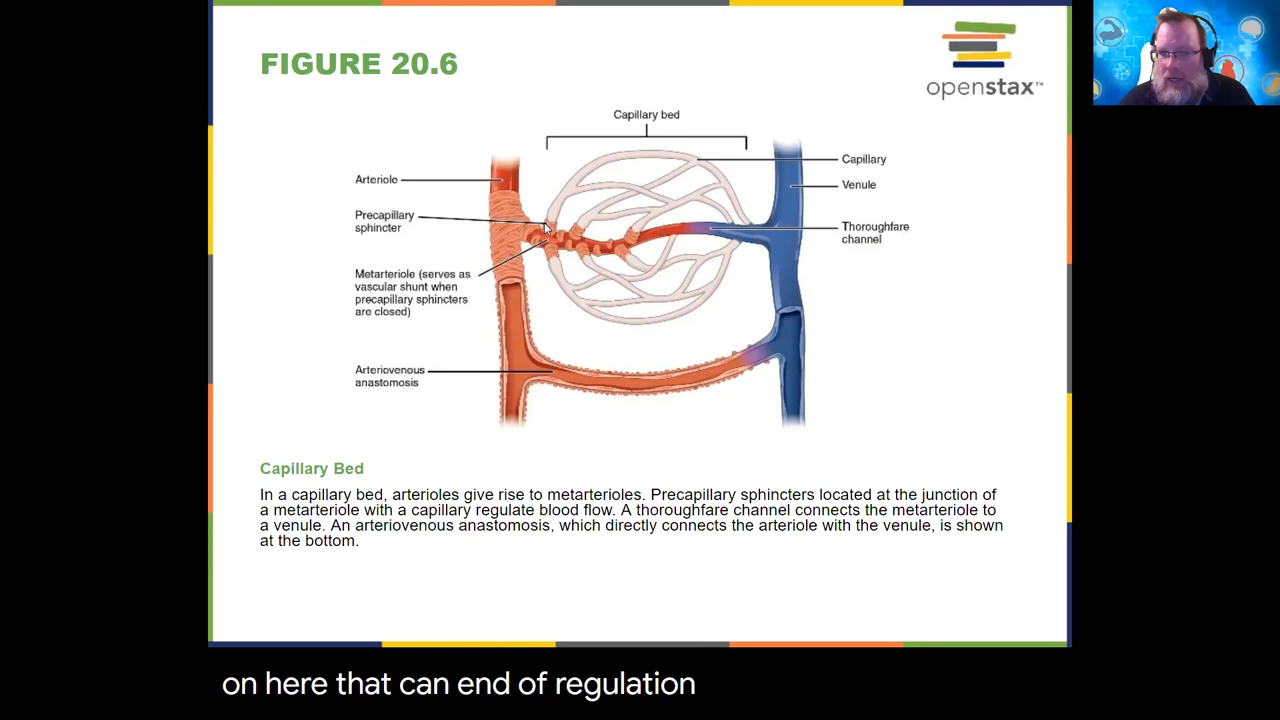 FIGURE 20.6
openstax™
Capillary bed
Arteriole
Capillary
Venule
Precapillary
sphincter
Thoroughfare
channel
Metarteriole (serves as
vascular shunt when
precapillary sphincters
are closed)
Arteriovenous
anastomosis
Capillary Bed
In a capillary bed, arterioles give rise to metarterioles. Precapillary sphincters located at the junction of
a metarteriole with a capillary regulate blood flow. A thoroughfare channel connects the metarteriole to
a venule. An arteriovenous anastomosis, which directly connects the arteriole with the venule, is shown
at the bottom.
on here that can end of regulation